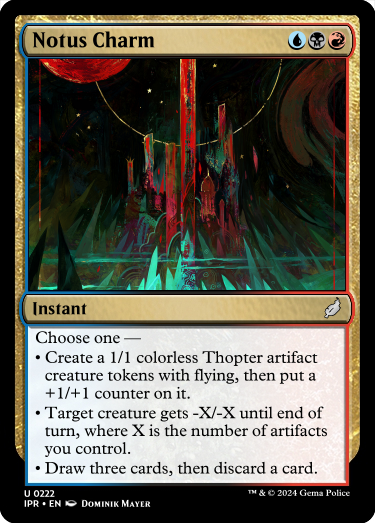 Notus Charm
Instant
Choose one —
• Create a 1/1 colorless Thopter artifact
creature tokens with flying, then put a
+1/+1 counter on it.
• Target creature gets -X/-X until end of
turn, where X is the number of artifacts
you control.
• Draw three cards, then discard a card.
U 0222
IPR • EN Dominik Mayer
™ & © 2024 Gema Police